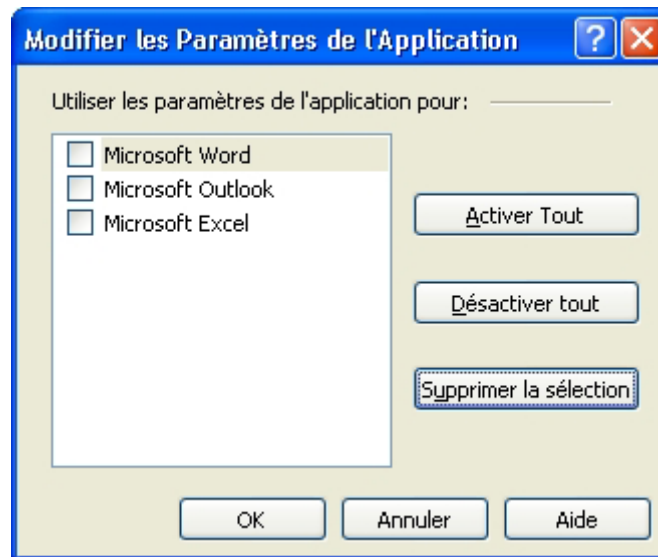 Modifier les Paramètres de l'Application
Utiliser les paramètres de l'application pour:
Microsoft Word
Microsoft Outlook
Microsoft Excel
Activer Tout
Désactiver tout
Supprimer la sélection
OK
Annuler
Aide